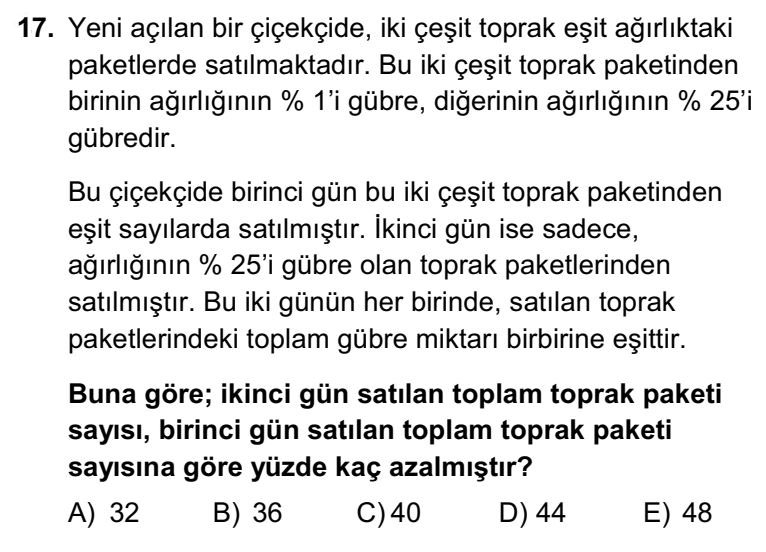 17. Yeni açılan bir çiçekçide, iki çeşit toprak eşit ağırlıktaki
paketlerde satılmaktadır. Bu iki çeşit toprak paketinden
birinin ağırlığının % 1'i gübre, diğerinin ağırlığının % 25'i
gübredir.
Bu çiçekçide birinci gün bu iki çeşit toprak paketinden
eşit sayılarda satılmıştır. İkinci gün ise sadece,
ağırlığının % 25'i gübre olan toprak paketlerinden
satılmıştır. Bu iki günün her birinde, satılan toprak
paketlerindeki toplam gübre miktarı birbirine eşittir.
Buna göre; ikinci gün satılan toplam toprak paketi
sayısı, birinci gün satılan toplam toprak paketi
sayısına göre yüzde kaç azalmıştır?
A) 32 B) 36 C) 40 D) 44 E) 48